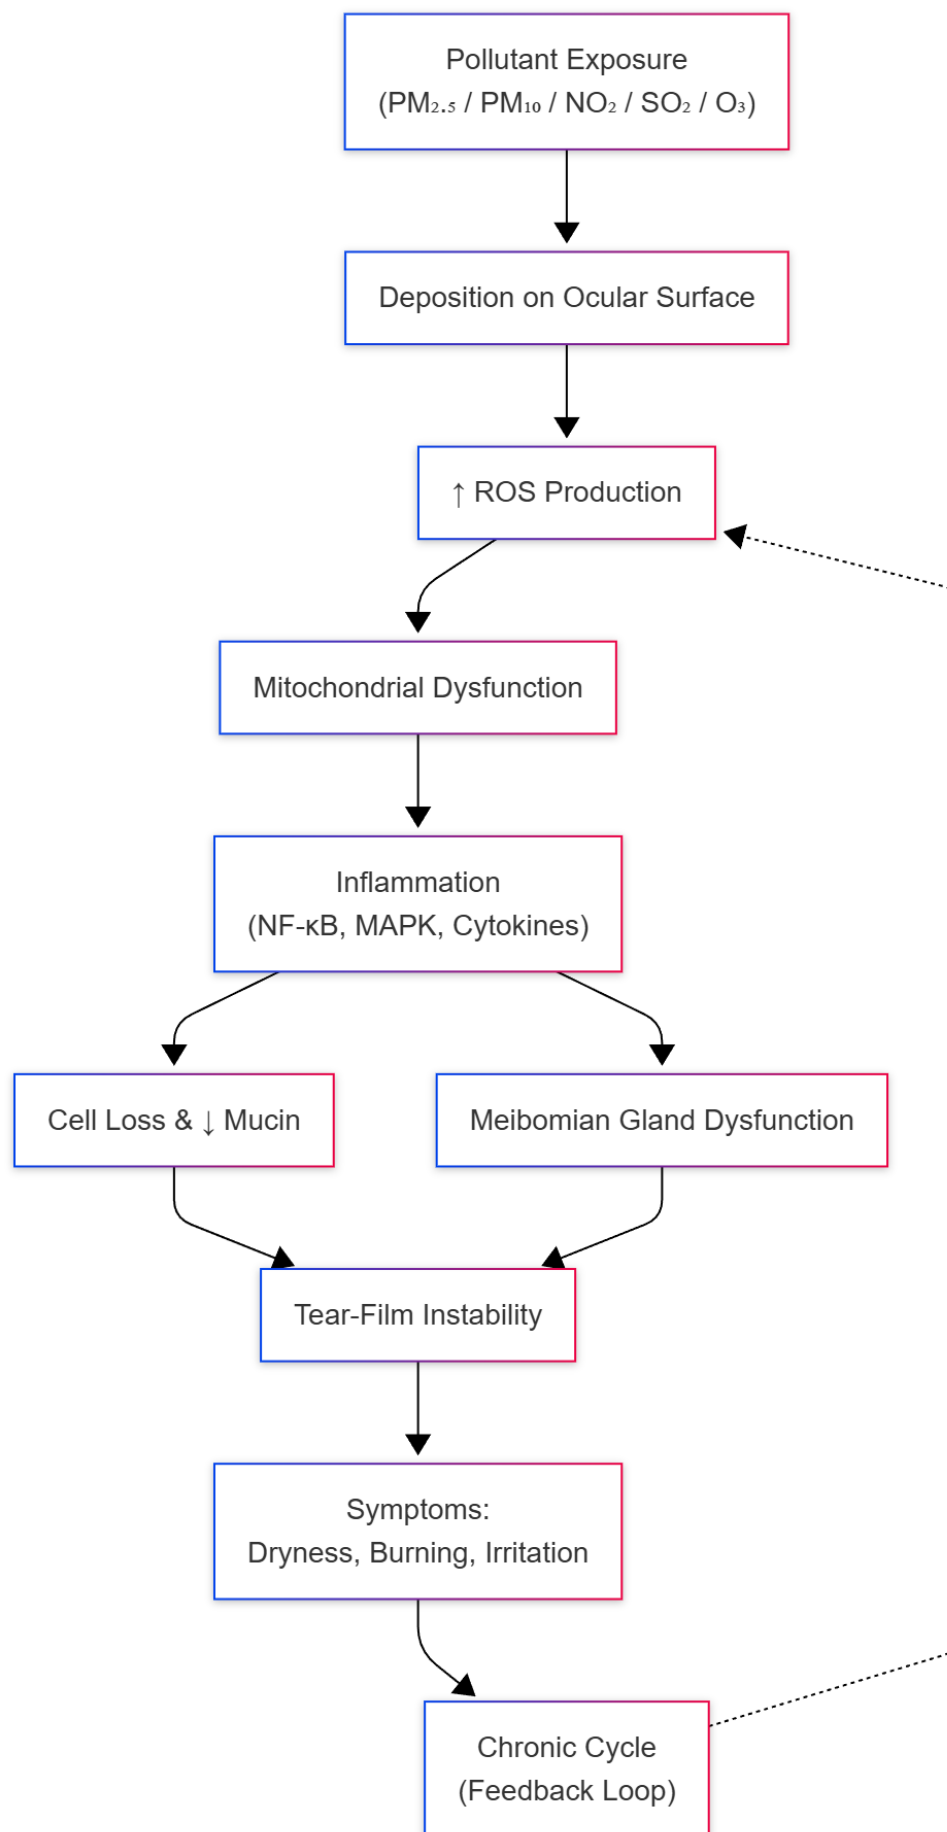 Pollutant Exposure
(PM₂.₅ / PM₁₀ / NO₂ / SO₂ / O₃)
Deposition on Ocular Surface
↑ ROS Production
Mitochondrial Dysfunction
Inflammation
(NF-κB, MAPK, Cytokines)
Cell Loss & ↓ Mucin
Meibomian Gland Dysfunction
Tear-Film Instability
Symptoms:
Dryness, Burning, Irritation
Chronic Cycle
(Feedback Loop)